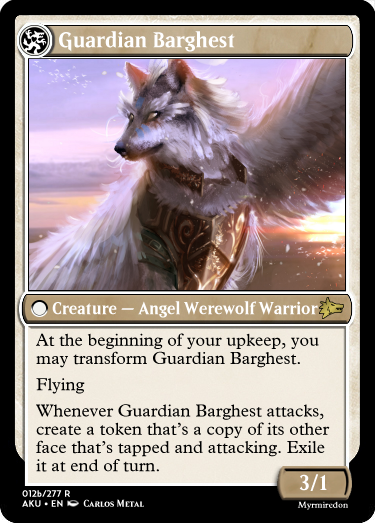 Guardian Barghest
Creature — Angel Werewolf Warrior
At the beginning of your upkeep, you
may transform Guardian Barghest.
Flying
Whenever Guardian Barghest attacks,
create a token that's a copy of its other
face that's tapped and attacking. Exile
it at end of turn.
3/1
012b/277 R
AKU • EN Carlos Metal
Myrmiredon